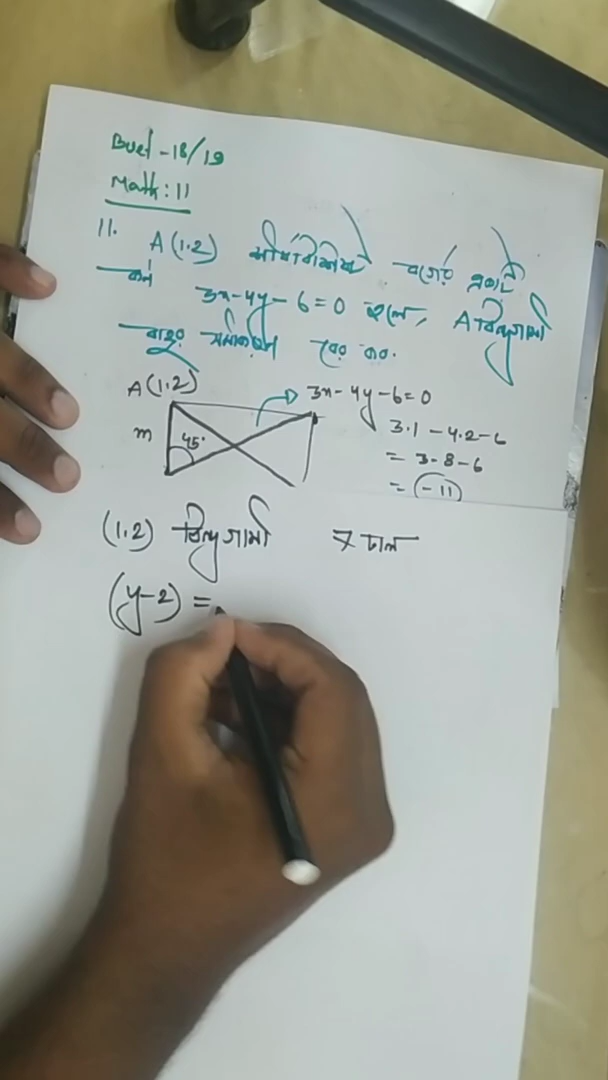 Buet - 18/19
Math: 11
11. A(1.2) শীর্ষবিশিষ্ট বর্গের একটি
কর্ণ 3x-4y-6=0 হলে, A বিন্দুগামী
বাহুর সমীকরণ বের কর.
A(1.2)
3x-4y-6=0
m
45°
3.1-4.2-6
= 3-8-6
= -11
(1.2) বিন্দুগামী 7 ঢাল
(y-2) =